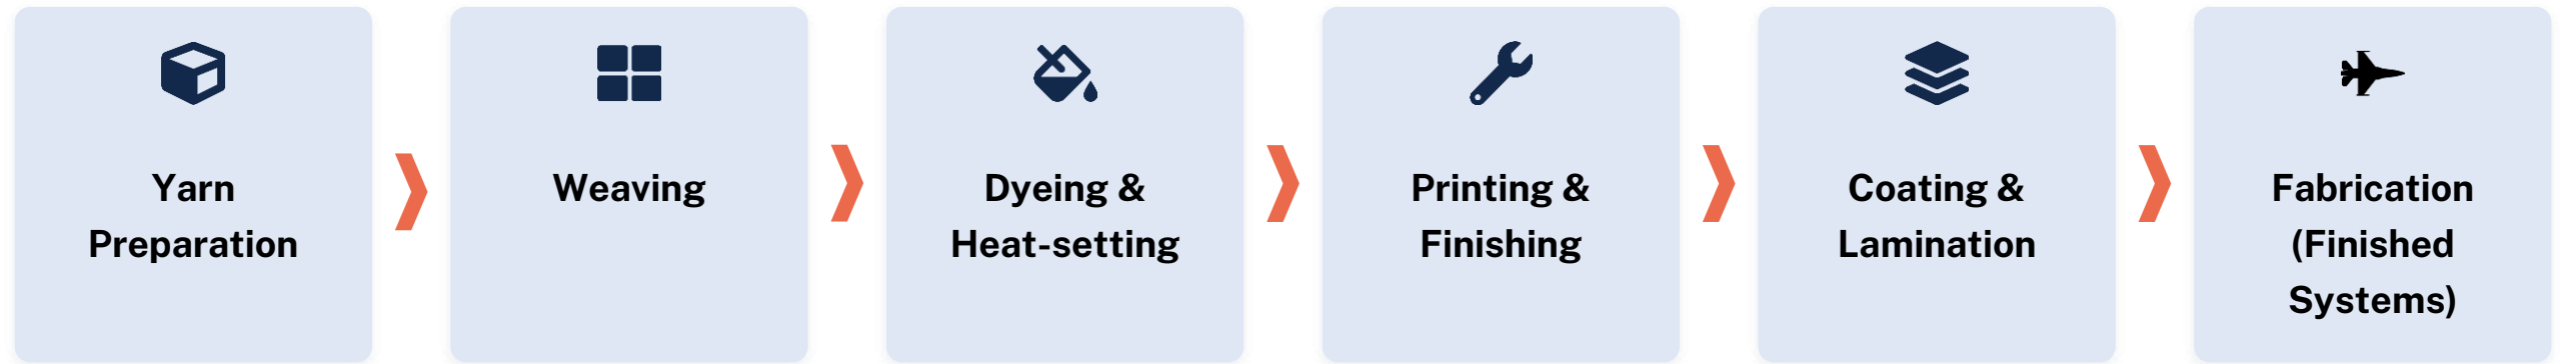 Yarn
Preparation
Weaving
Dyeing &
Heat-setting
Printing &
Finishing
Coating &
Lamination
Fabrication
(Finished
Systems)